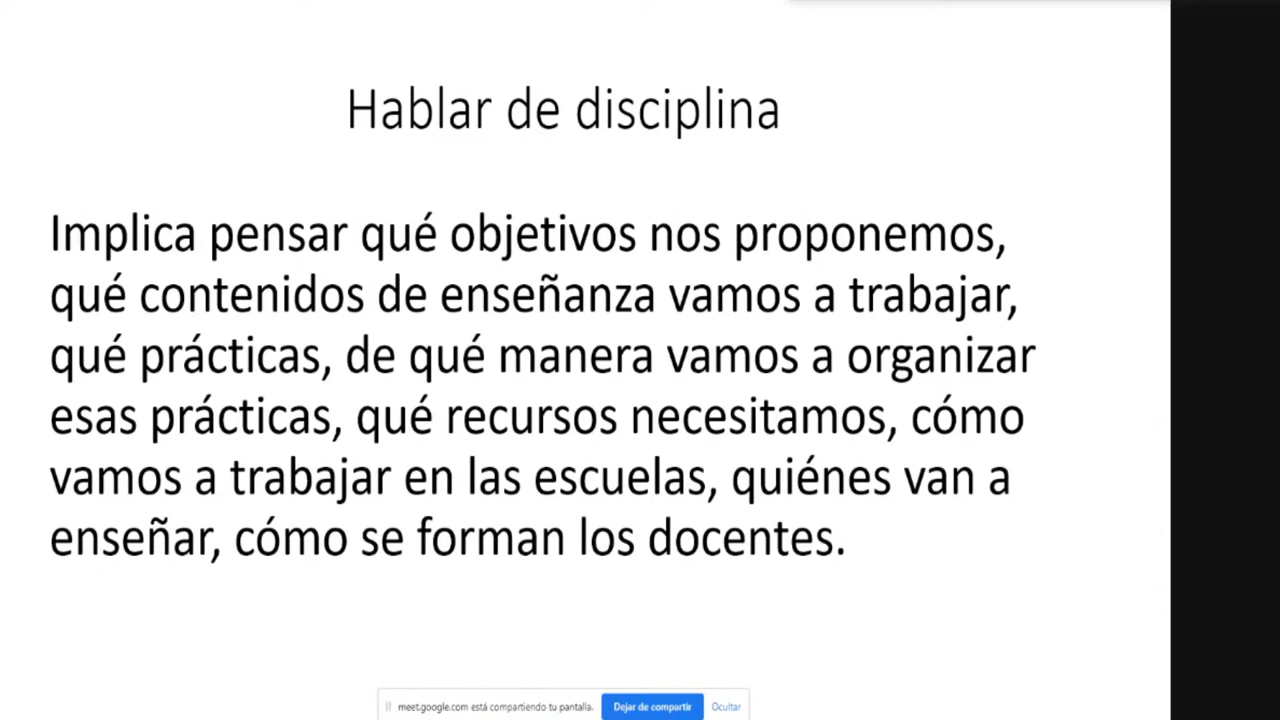 Hablar de disciplina
Implica pensar qué objetivos nos proponemos,
qué contenidos de enseñanza vamos a trabajar,
qué prácticas, de qué manera vamos a organizar
esas prácticas, qué recursos necesitamos, cómo
vamos a trabajar en las escuelas, quiénes van a
enseñar, cómo se forman los docentes.
meet.google.com está compartiendo tu pantalla. Dejar de compartir Ocultar